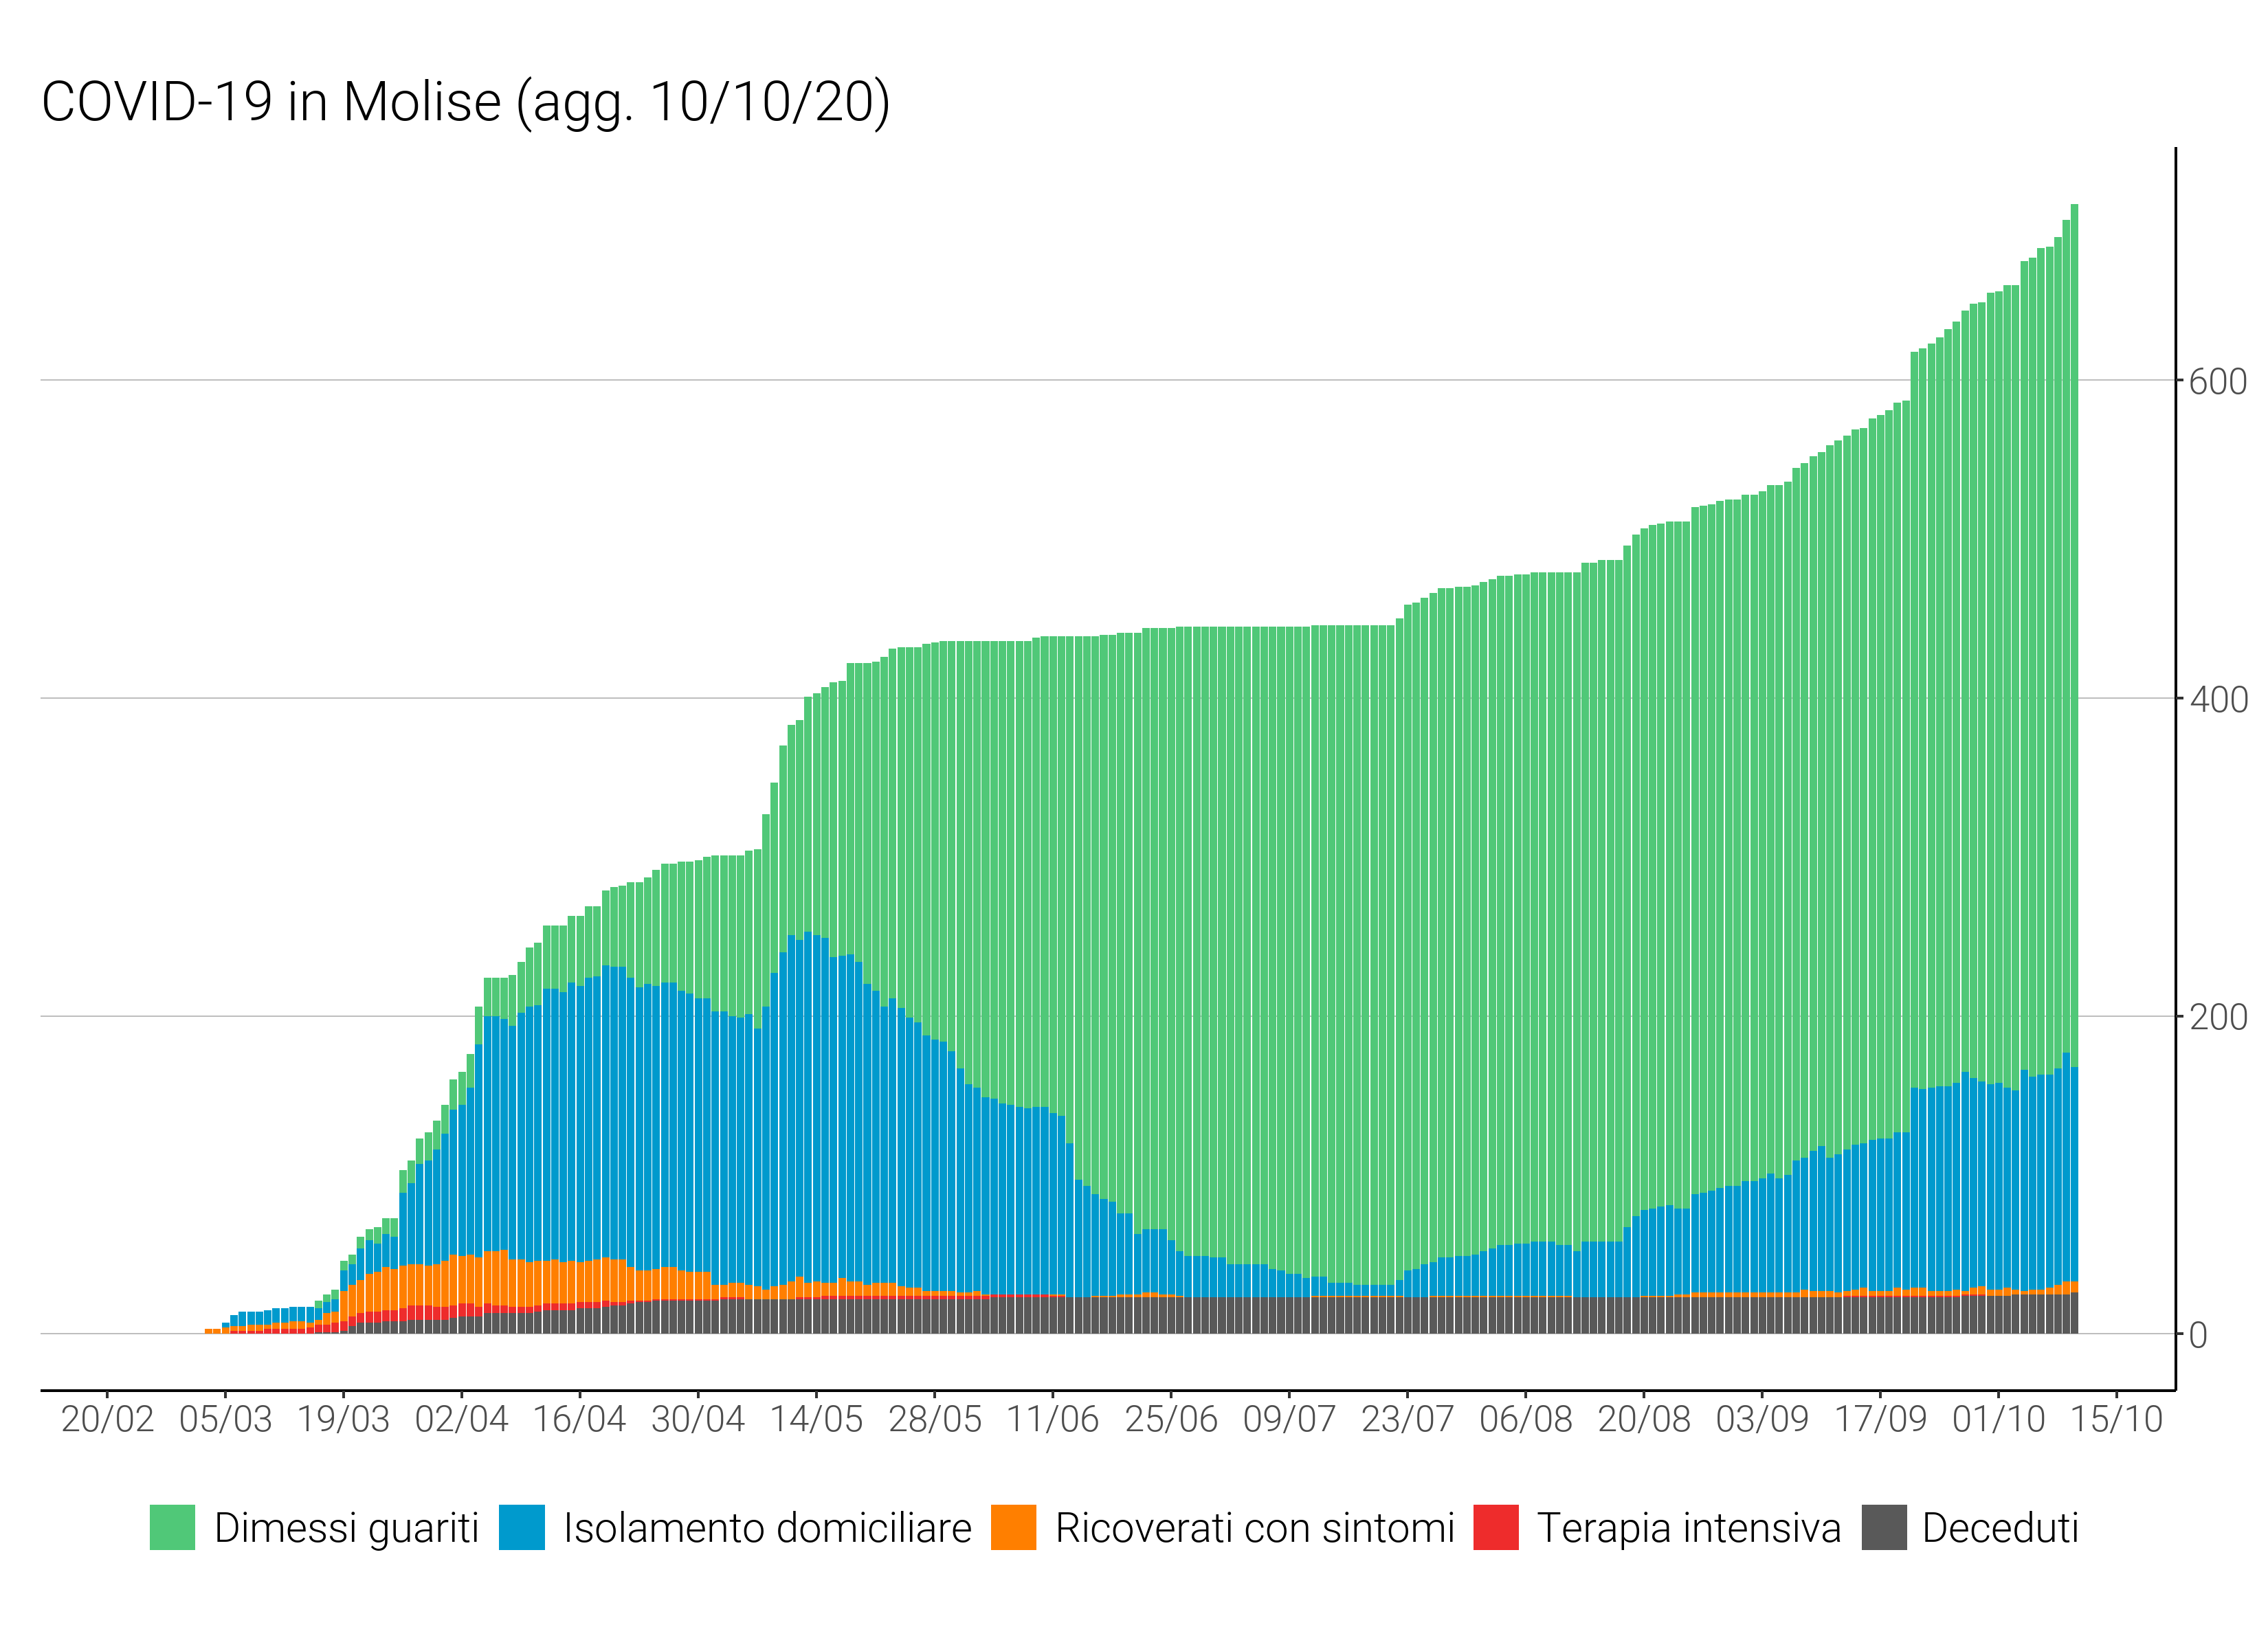 COVID-19 in Molise (agg. 10/10/20)
600
400
200
0
20/02 05/03 19/03 02/04 16/04 30/04 14/05 28/05 11/06 25/06 09/07 23/07 06/08 20/08 03/09 17/09 01/10 15/10
Dimessi guariti Isolamento domiciliare Ricoverati con sintomi Terapia intensiva Deceduti